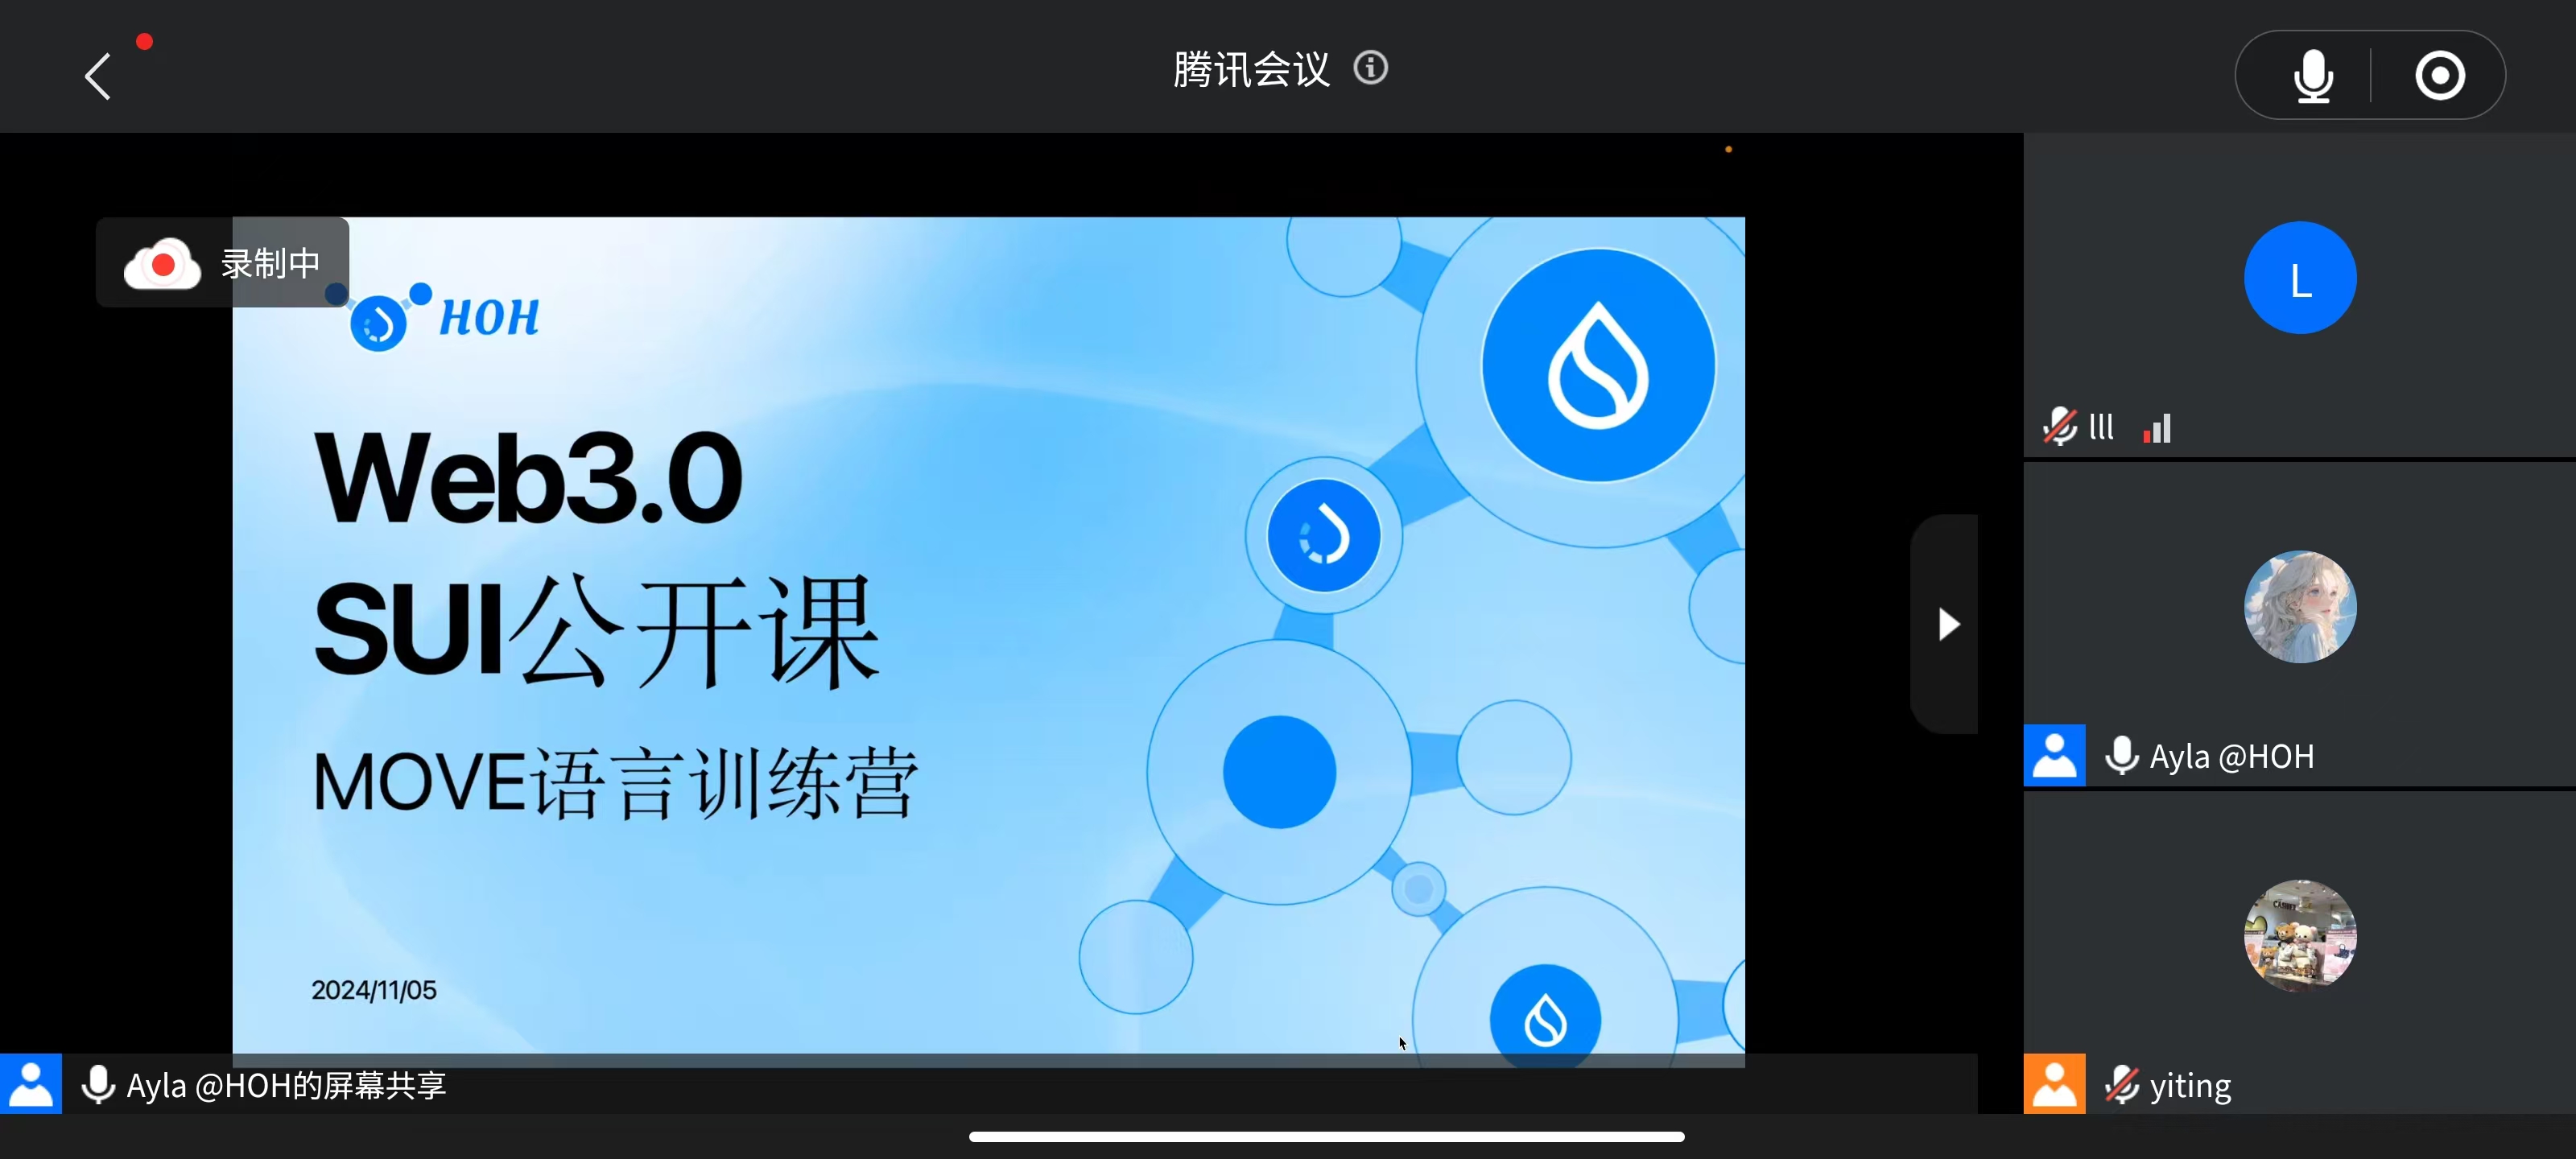 腾讯会议
录制中
HOH
Web3.0
SUI公开课
MOVE语言训练营
2024/11/05
Ayla @HOH的屏幕共享
L
lll
Ayla @HOH
yiting